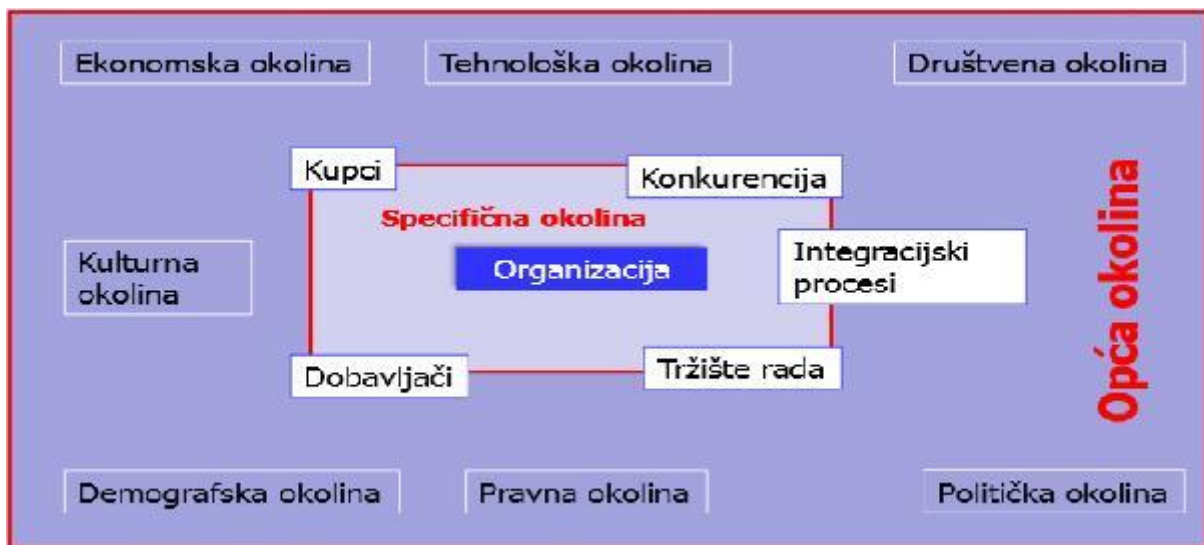 Ekonomska okolina
Tehnološka okolina
Društvena okolina
Kupci
Konkurencija
Specifična okolina
Kulturna
okolina
Organizacija
Integracijski
procesi
Opća okolina
Dobavljači
Tržište rada
Demografska okolina
Pravna okolina
Politička okolina